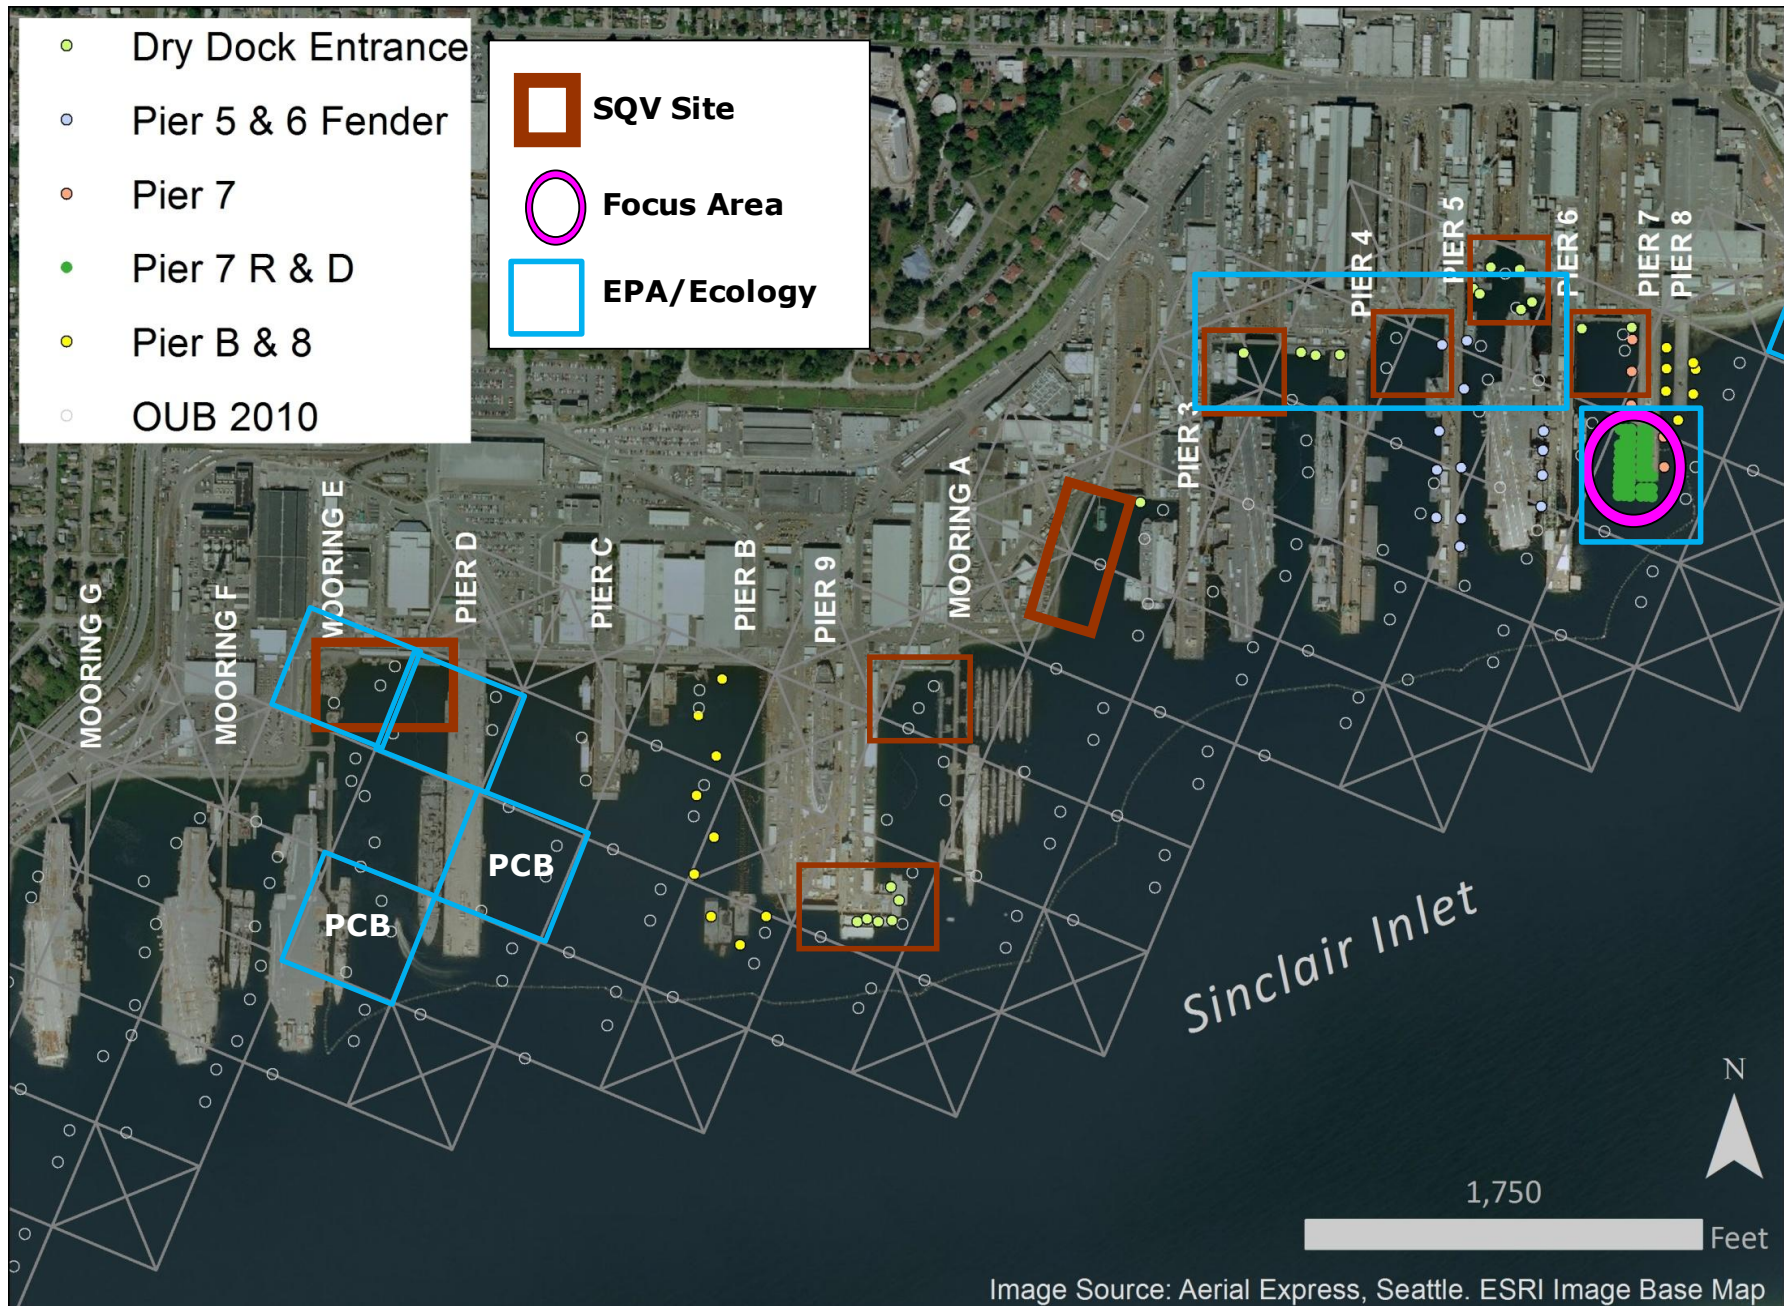 Dry Dock Entrance
Pier 5 & 6 Fender
Pier 7
Pier 7 R & D
Pier B & 8
OUB 2010
SQV Site
Focus Area
EPA/Ecology
MOORING G
MOORING F
MOORING E
PIER D
PIER C
PIER B
PIER 9
MOORING A
PIER 3
PIER 4
PIER 5
PIER 6
PIER 7
PIER 8
PCB
PCB
Sinclair Inlet
N
1,750
Feet
Image Source: Aerial Express, Seattle. ESRI Image Base Map